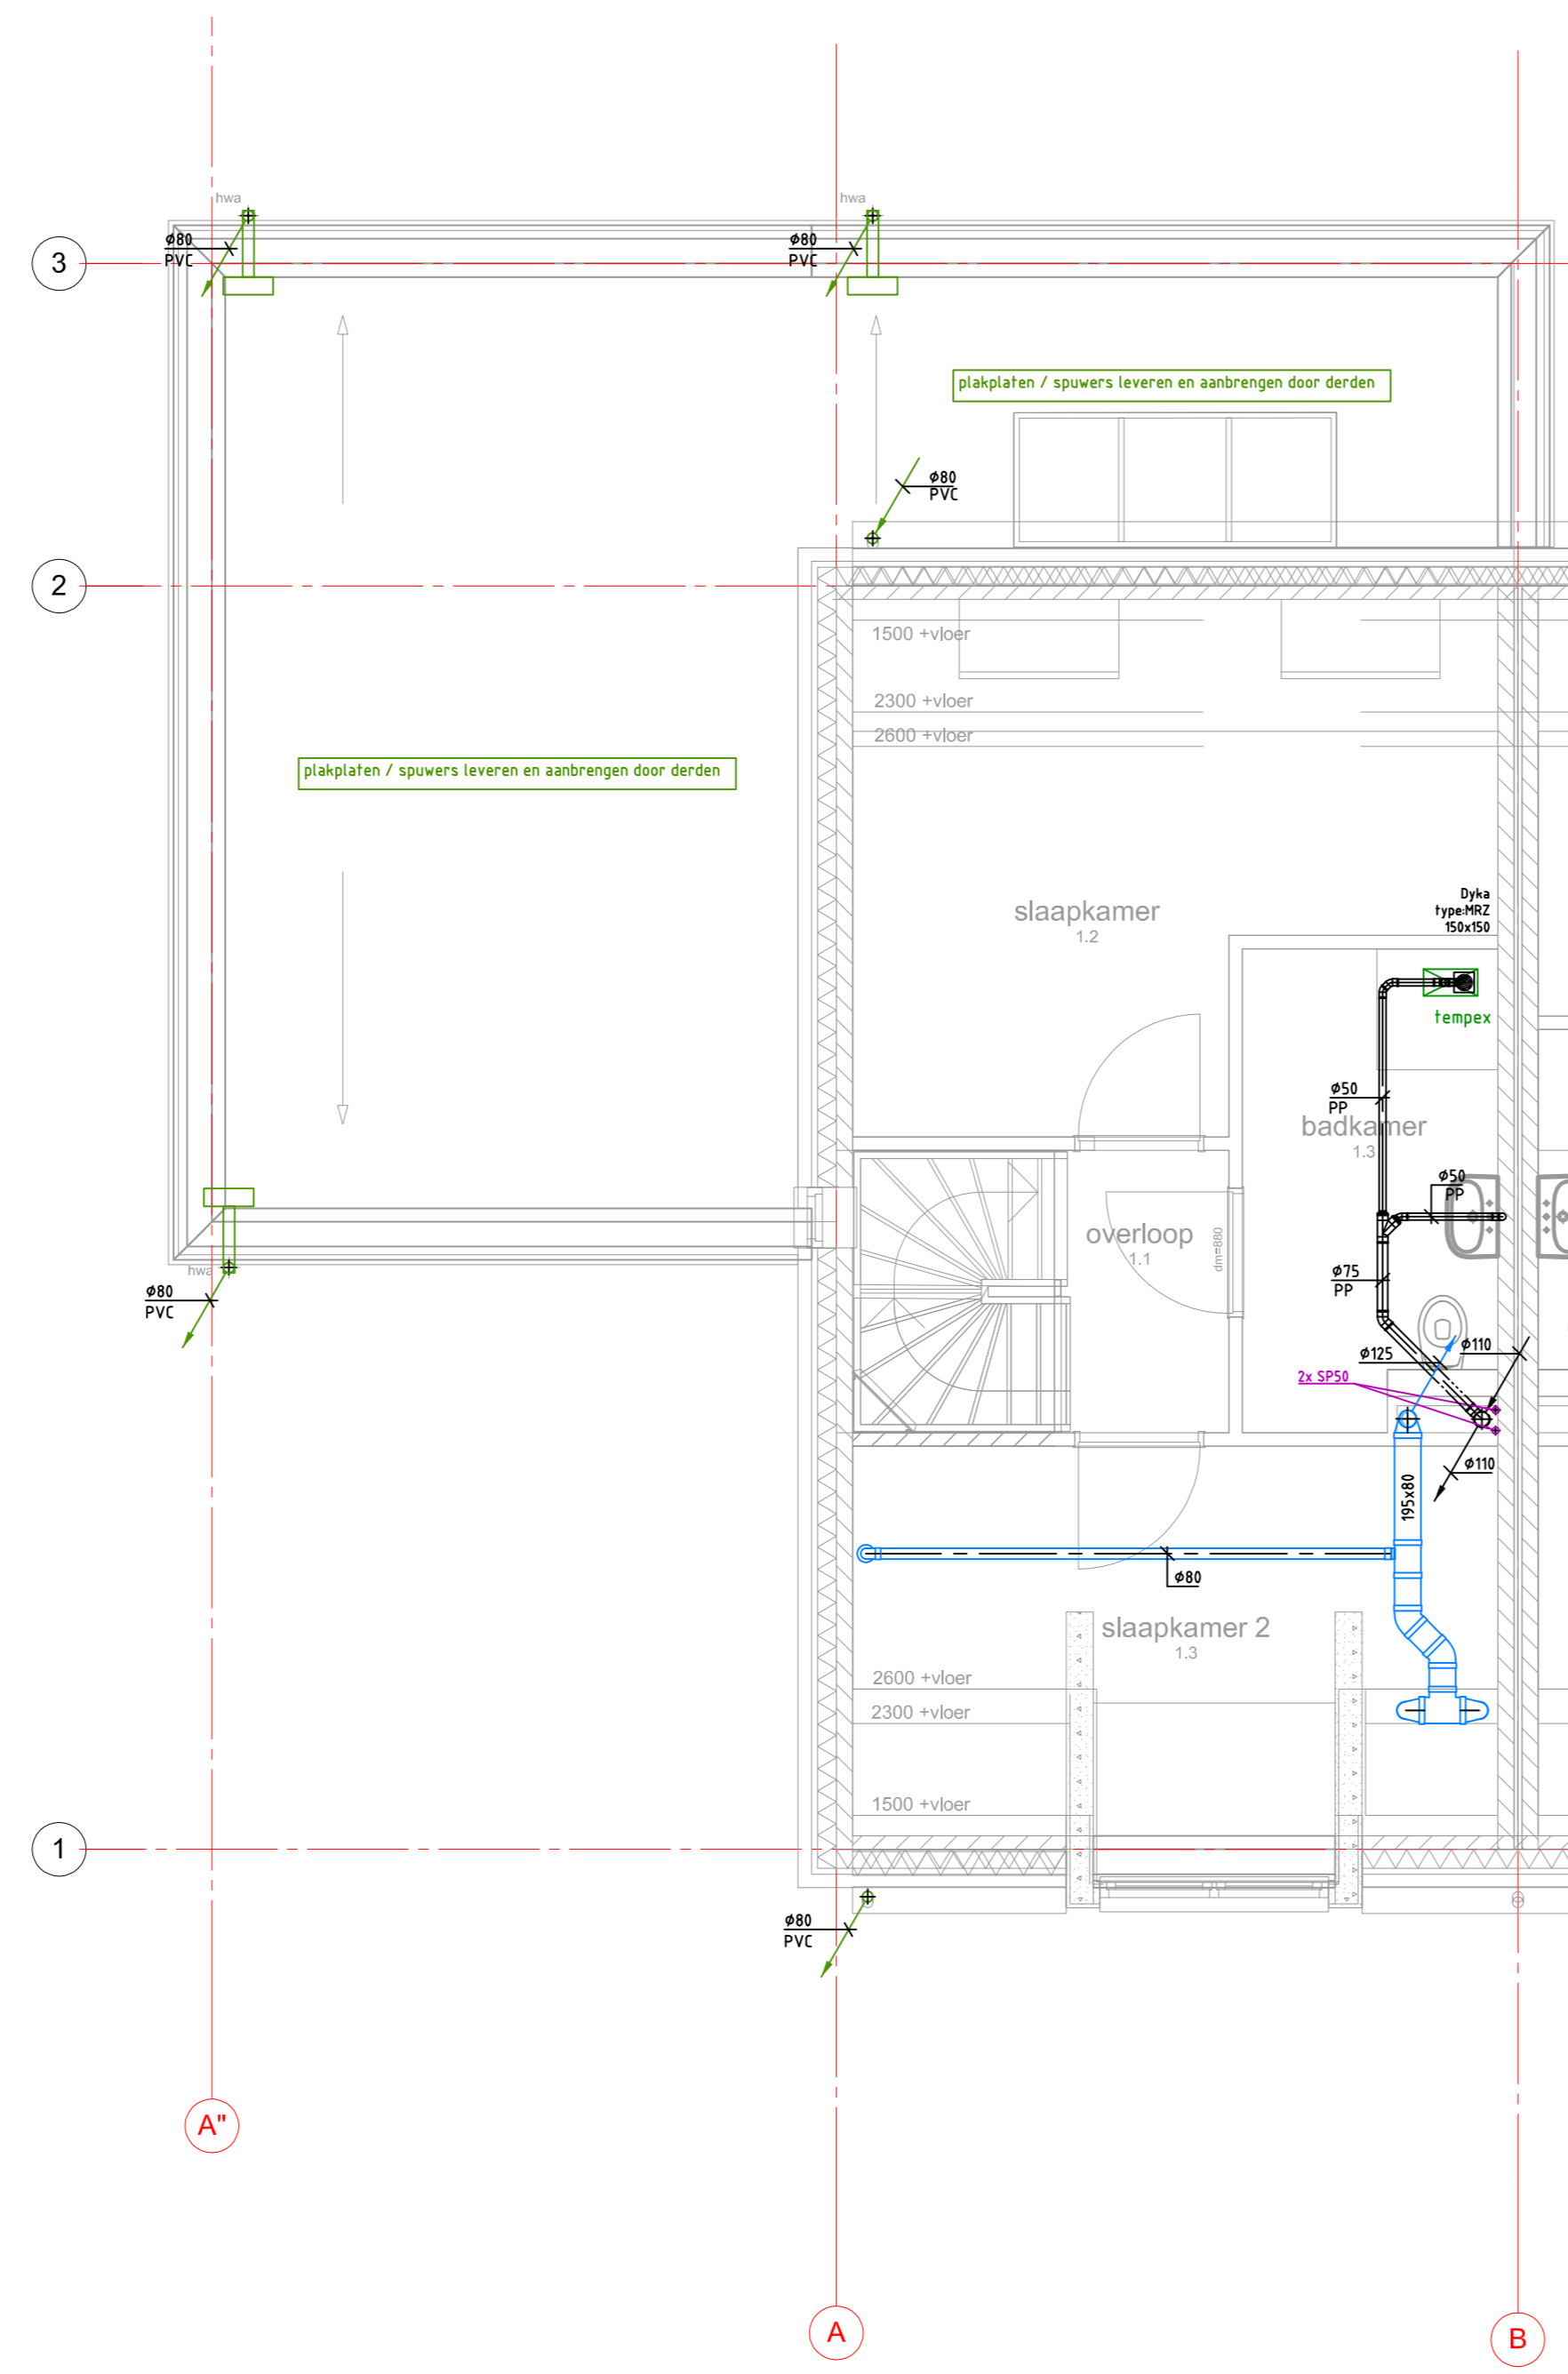 hwa
hwa
ø80
PVC
ø80
PVC
3
plakplaten / spuwers leveren en aanbrengen door derden
ø80
PVC
2
1500 +vloer
2300 +vloer
2600 +vloer
plakplaten / spuwers leveren en aanbrengen door derden
Dyka
type:MRZ
150x150
slaapkamer
1.2
tempex
ø50
PP
badkamer
1.3
ø50
PP
overloop
1.1
dm=880
hwa
ø80
PVC
ø75
PP
ø125
ø110
2x SP50
ø110
195x80
ø80
slaapkamer 2
1.3
2600 +vloer
2300 +vloer
1500 +vloer
1
ø80
PVC
A"
A
B